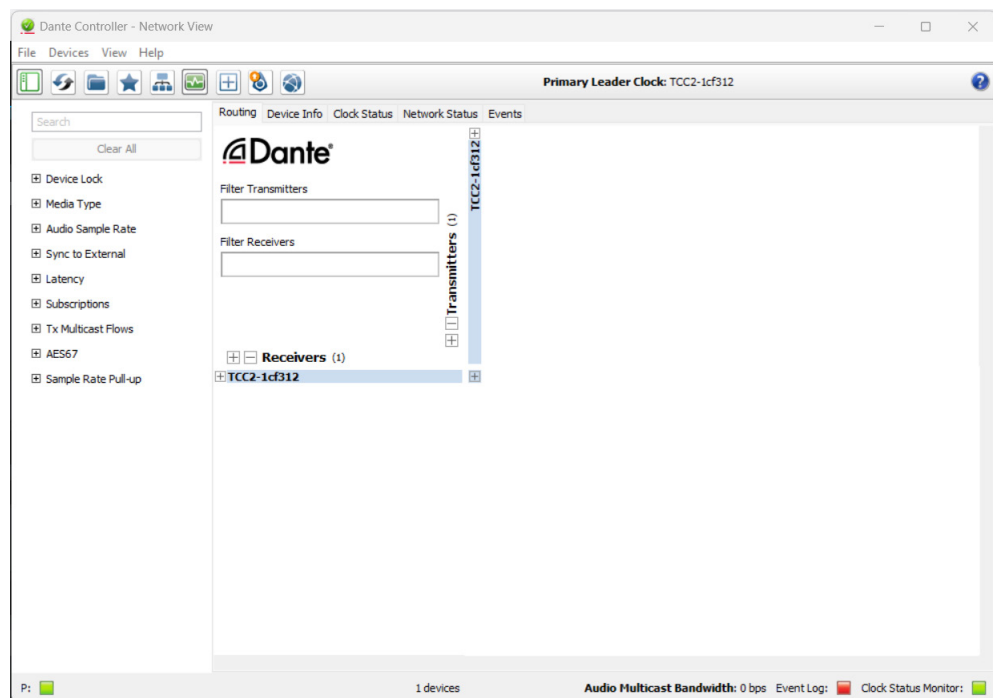 Dante Controller - Network View
File Devices View Help
Primary Leader Clock: TCC2-1cf312
?
Search
Clear All
Device Lock
Media Type
Audio Sample Rate
Sync to External
Latency
Subscriptions
Tx Multicast Flows
AES67
Sample Rate Pull-up
Routing Device Info Clock Status Network Status Events
Dante®
Filter Transmitters
Filter Receivers
Transmitters (1)
TCC2-1cf312
Receivers (1)
TCC2-1cf312
P:
1 devices
Audio Multicast Bandwidth: 0 bps Event Log: Clock Status Monitor: